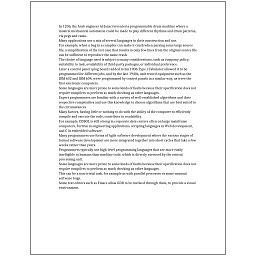 In 1206, the Arab engineer Al-Jazari invented a programmable drum machine where a
musical mechanical automaton could be made to play different rhythms and drum patterns,
via pegs and cams.
Many applications use a mix of several languages in their construction and use.
For example, when a bug in a compiler can make it crash when parsing some large source
file, a simplification of the test case that results in only few lines from the original source file
can be sufficient to reproduce the same crash.
The choice of language used is subject to many considerations, such as company policy,
suitability to task, availability of third-party packages, or individual preference.
Later a control panel (plug board) added to his 1906 Type I Tabulator allowed it to be
programmed for different jobs, and by the late 1940s, unit record equipment such as the
IBM 602 and IBM 604, were programmed by control panels in a similar way, as were the
first electronic computers.
Some languages are more prone to some kinds of faults because their specification does not
require compilers to perform as much checking as other languages.
Expert programmers are familiar with a variety of well-established algorithms and their
respective complexities and use this knowledge to choose algorithms that are best suited to
the circumstances.
Many factors, having little or nothing to do with the ability of the computer to efficiently
compile and execute the code, contribute to readability.
For example, COBOL is still strong in corporate data centers often on large mainframe
computers, Fortran in engineering applications, scripting languages in Web development,
and C in embedded software.
Many programmers use forms of Agile software development where the various stages of
formal software development are more integrated together into short cycles that take a few
weeks rather than years.
Programmers typically use high-level programming languages that are more easily
intelligible to humans than machine code, which is directly executed by the central
processing unit.
Some languages are more prone to some kinds of faults because their specification does not
require compilers to perform as much checking as other languages.
This can be a non-trivial task, for example as with parallel processes or some unusual
software bugs.
Some text editors such as Emacs allow GDB to be invoked through them, to provide a visual
environment.